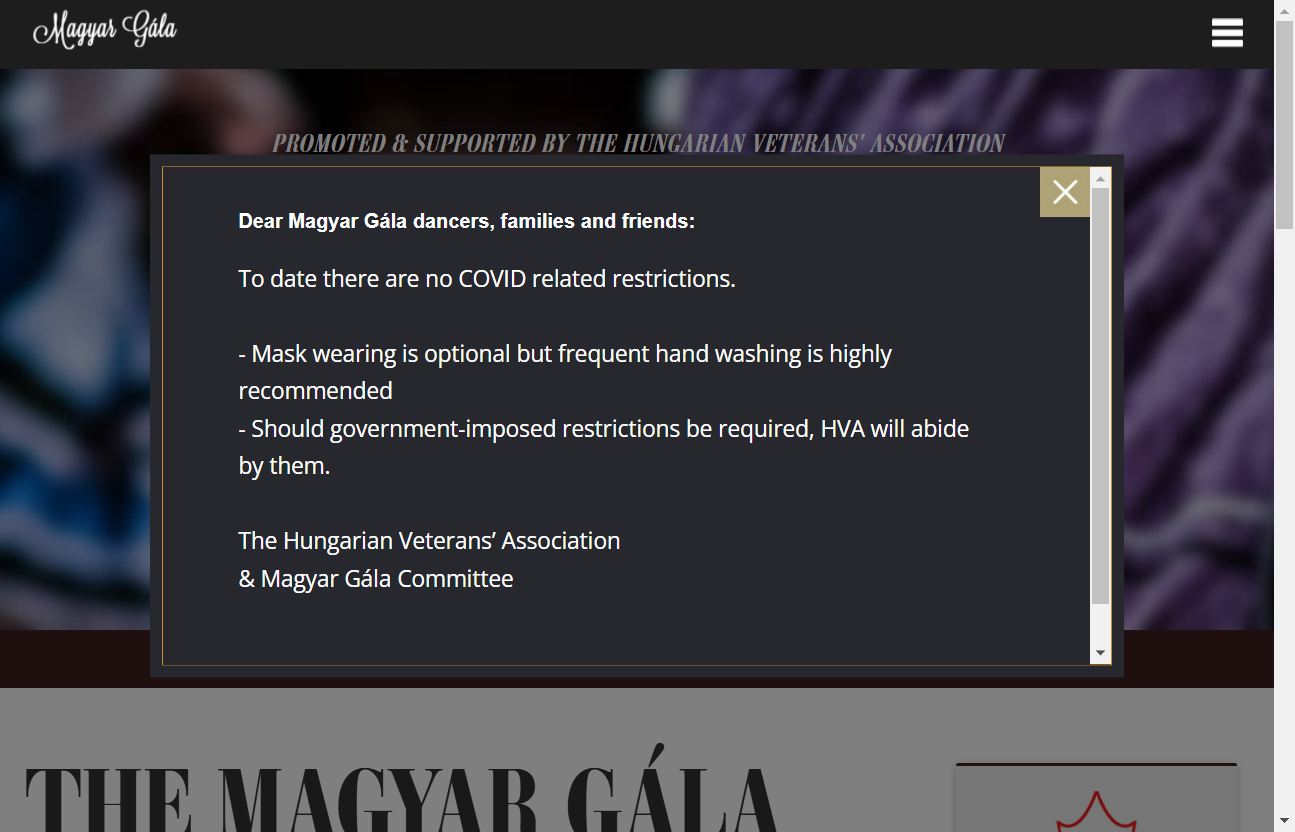 Magyar Gála
PROMOTED & SUPPORTED BY THE HUNGARIAN VETERANS' ASSOCIATION
Dear Magyar Gála dancers, families and friends:
To date there are no COVID related restrictions.
- Mask wearing is optional but frequent hand washing is highly
recommended
- Should government-imposed restrictions be required, HVA will abide
by them.
The Hungarian Veterans’ Association
& Magyar Gála Committee
THE MAGYAR GÁLA